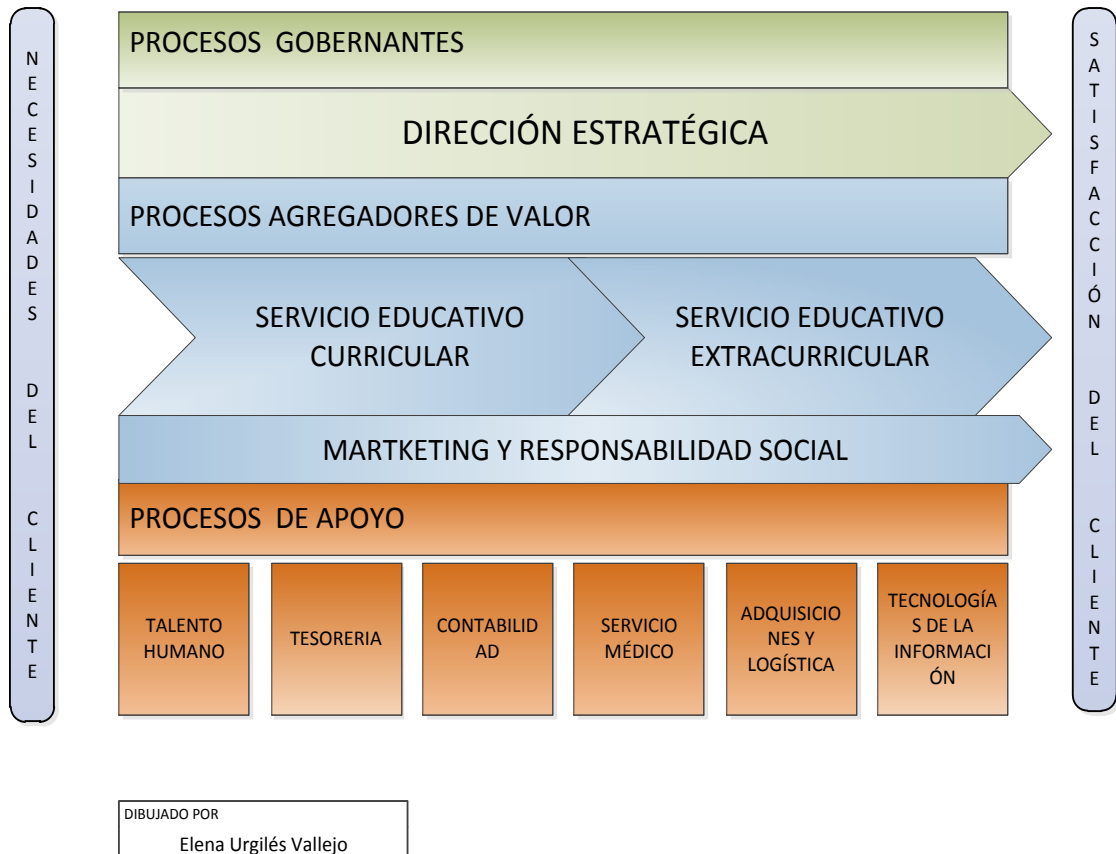 NECESIDADES DEL CLIENTE
PROCESOS GOBERNANTES
DIRECCIÓN ESTRATÉGICA
PROCESOS AGREGADORES DE VALOR
SERVICIO EDUCATIVO
CURRICULAR
SERVICIO EDUCATIVO
EXTRACURRICULAR
MARTKETING Y RESPONSABILIDAD SOCIAL
PROCESOS DE APOYO
TALENTO
HUMANO
TESORERIA
CONTABILID
AD
SERVICIO
MÉDICO
ADQUISICIO
NES Y
LOGÍSTICA
TECNOLOGÍA
S DE LA
INFORMACI
ÓN
SATISFACCIÓN DEL CLIENTE
DIBUJADO POR
Elena Urgilés Vallejo